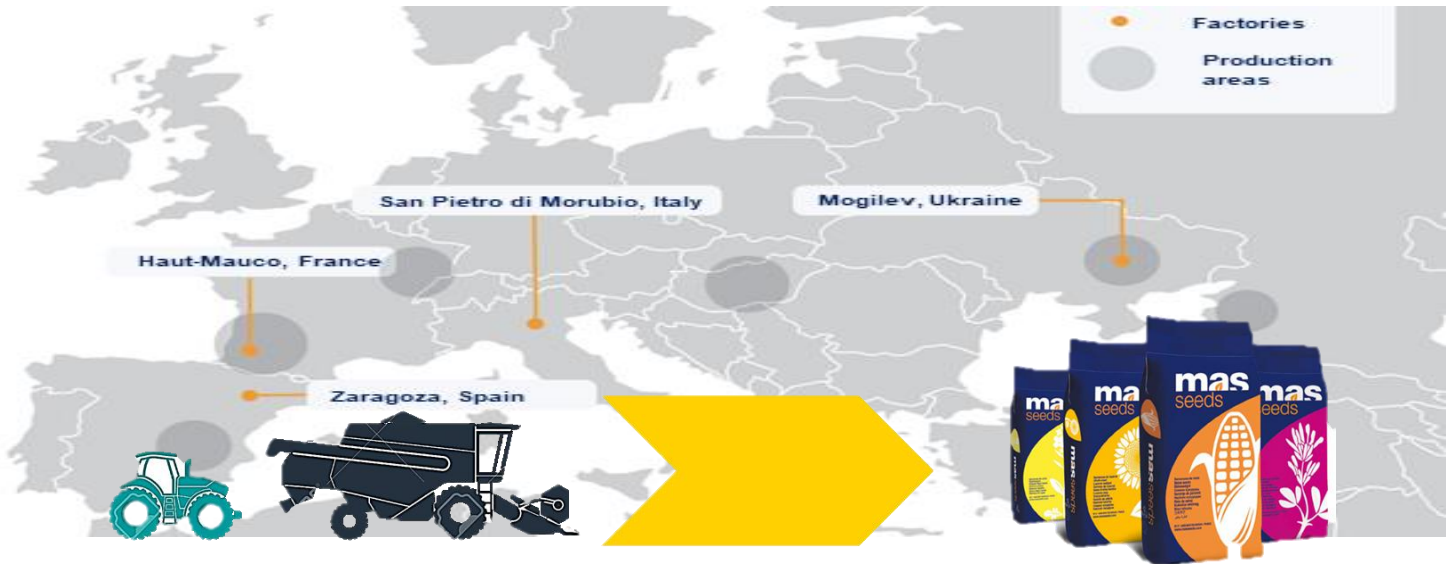 Factories
Production
areas
San Pietro di Morubio, Italy
Mogilev, Ukraine
Haut-Mauco, France
Zaragoza, Spain
mas
seeds
mas
seeds
mas
seeds
mas
seeds